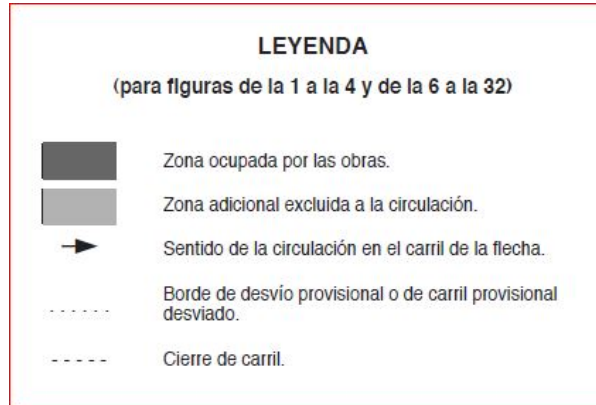 LEYENDA
(para figuras de la 1 a la 4 y de la 6 a la 32)
Zona ocupada por las obras.
Zona adicional excluida a la circulación.
Sentido de la circulación en el carril de la flecha.
Borde de desvío provisional o de carril provisional
desviado.
Cierre de carril.